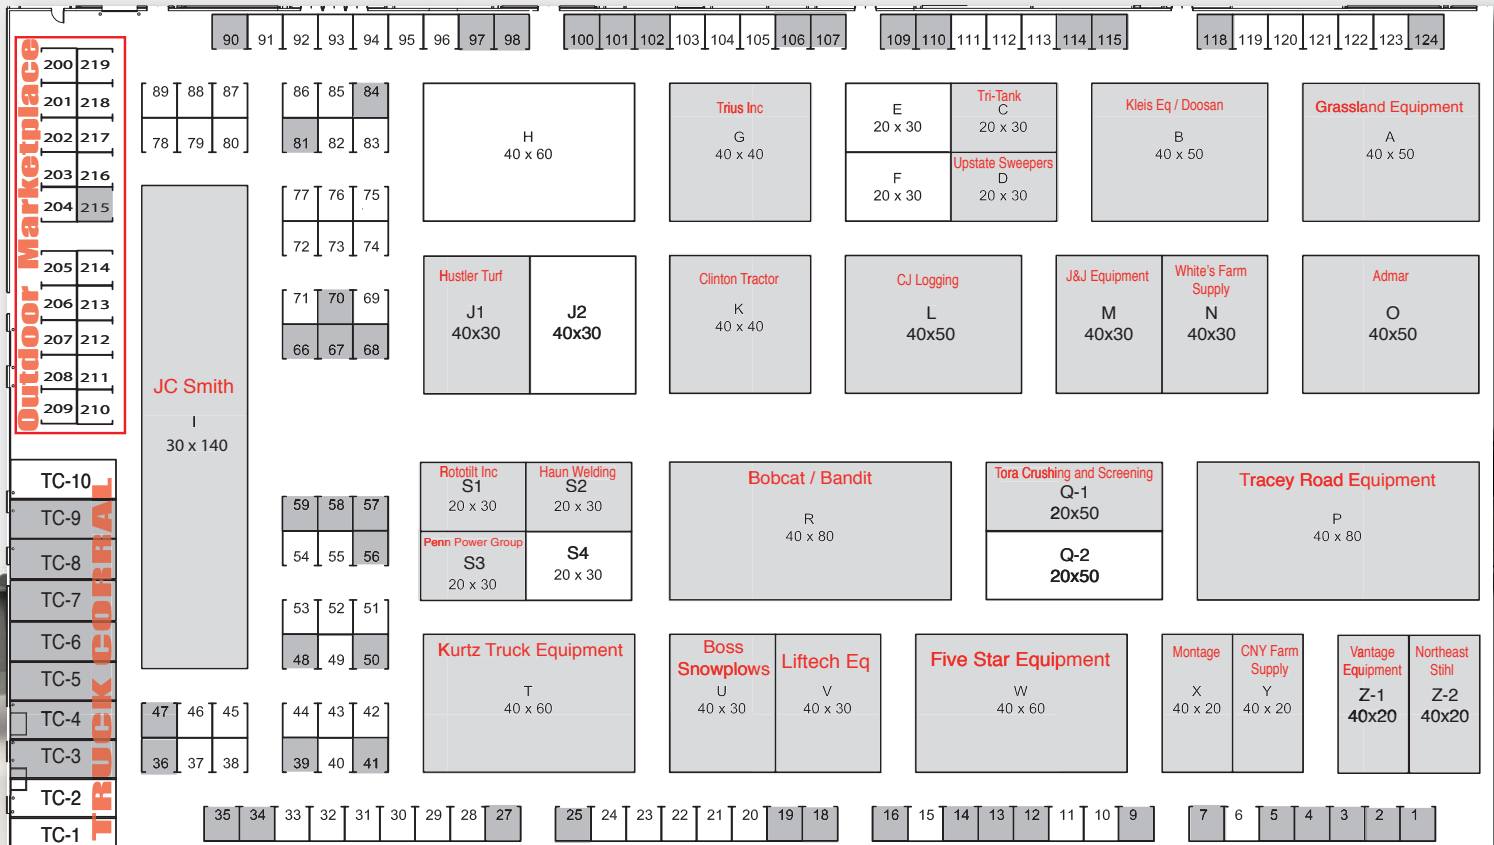 90 91 92 93 94 95 96 97 98
100 101 102 103 104 105 106 107
109 110 111 112 113 114 115
118 119 120 121 122 123 124
Outdoor Marketplace
200 219
201 218
202 217
203 216
204 215
205 214
206 213
207 212
208 211
209 210
89 88 87
78 79 80
86 85 84
81 82 83
77 76 75
72 73 74
71 70 69
66 67 68
H
40 x 60
Trius Inc
G
40 x 40
E
20 x 30
Tri-Tank
C
20 x 30
F
20 x 30
Upstate Sweepers
D
20 x 30
Kleis Eq / Doosan
B
40 x 50
Grassland Equipment
A
40 x 50
JC Smith
I
30 x 140
Hustler Turf
J1
40x30
J2
40x30
Clinton Tractor
K
40 x 40
CJ Logging
L
40x50
J&J Equipment
M
40x30
White's Farm
Supply
N
40x30
Admar
O
40x50
TRUCK CORRAL
TC-10
TC-9
TC-8
TC-7
TC-6
TC-5
TC-4
TC-3
TC-2
TC-1
59 58 57
54 55 56
53 52 51
48 49 50
47 46 45
36 37 38
44 43 42
39 40 41
Rototilt Inc
S1
20 x 30
Haun Welding
S2
20 x 30
Penn Power Group
S3
20 x 30
S4
20 x 30
Bobcat / Bandit
R
40 x 80
Tora Crushing and Screening
Q-1
20x50
Q-2
20x50
Tracey Road Equipment
P
40 x 80
Kurtz Truck Equipment
T
40 x 60
Boss
Snowplows
U
40 x 30
Liftech Eq
V
40 x 30
Five Star Equipment
W
40 x 60
Montage
X
40 x 20
CNY Farm
Supply
Y
40 x 20
Vantage
Equipment
Z-1
40x20
Northeast
Stihl
Z-2
40x20
35 34 33 32 31 30 29 28 27
25 24 23 22 21 20 19 18
16 15 14 13 12 11 10 9
7 6 5 4 3 2 1